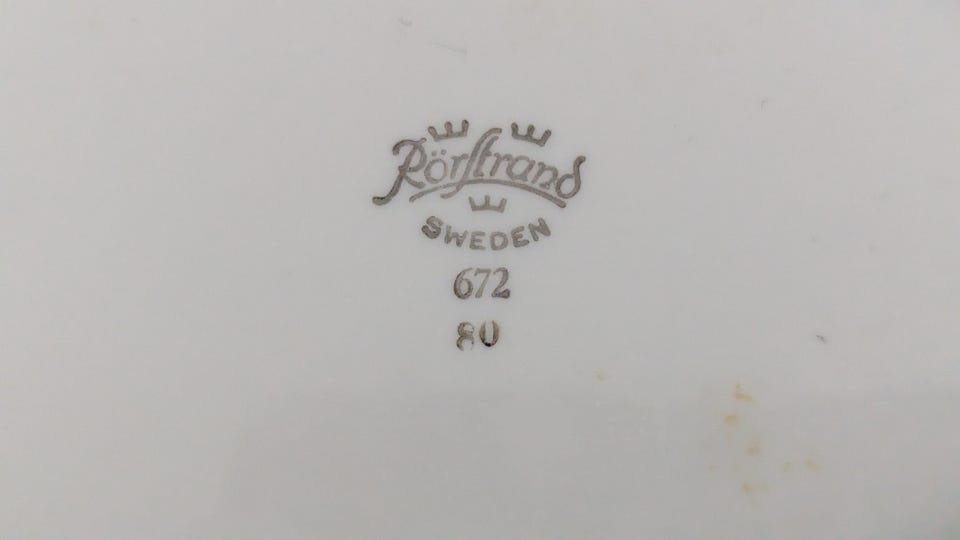 Rörstrand
SWEDEN
672
80